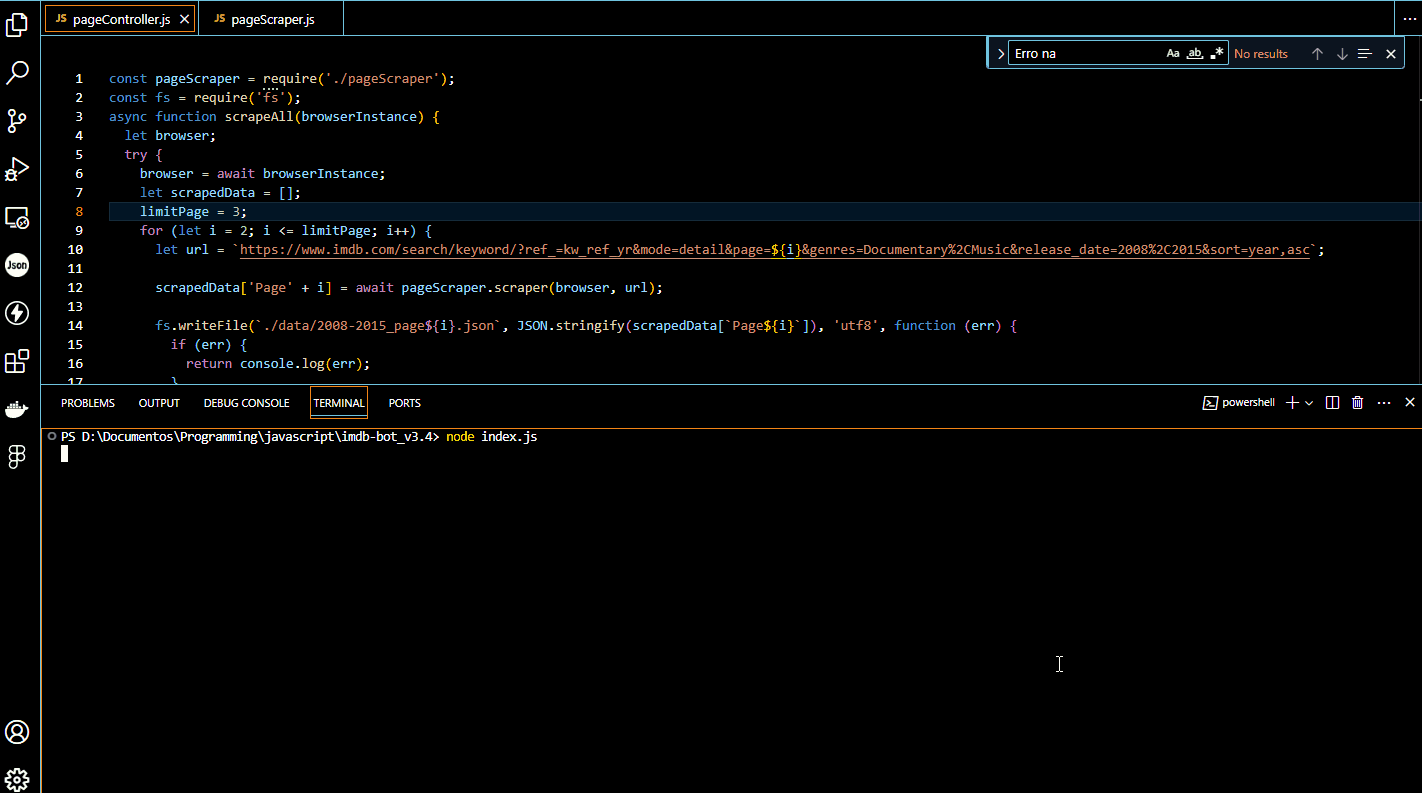 JS pageController.js
JS pageScraper.js
Erro na
Aa ab
No results
1 const pageScraper = require('./pageScraper');
2 const fs = require('fs');
3 async function scrapeAll(browserInstance) {
4 let browser;
5 try {
6 browser = await browserInstance;
7 let scrapedData = [];
8 limitPage = 3;
9 for (let i = 2; i <= limitPage; i++) {
10 let url = `https://www.imdb.com/search/keyword/?ref_=kw_ref_yr&mode=detail&page=${i}&genres=Documentary%2CMusic&release_date=2008%2C2015&sort=year,asc`;
11
12 scrapedData['Page' + i] = await pageScraper.scraper(browser, url);
13
14 fs.writeFile(`./data/2008-2015_page${i}.json`, JSON.stringify(scrapedData[`Page${i}`]), 'utf8', function (err) {
15 if (err) {
16 return console.log(err);
17 }
Json
PROBLEMS OUTPUT DEBUG CONSOLE TERMINAL PORTS
powershell
PS D:\Documentos\Programming\javascript\imdb-bot_v3.4> node index.js